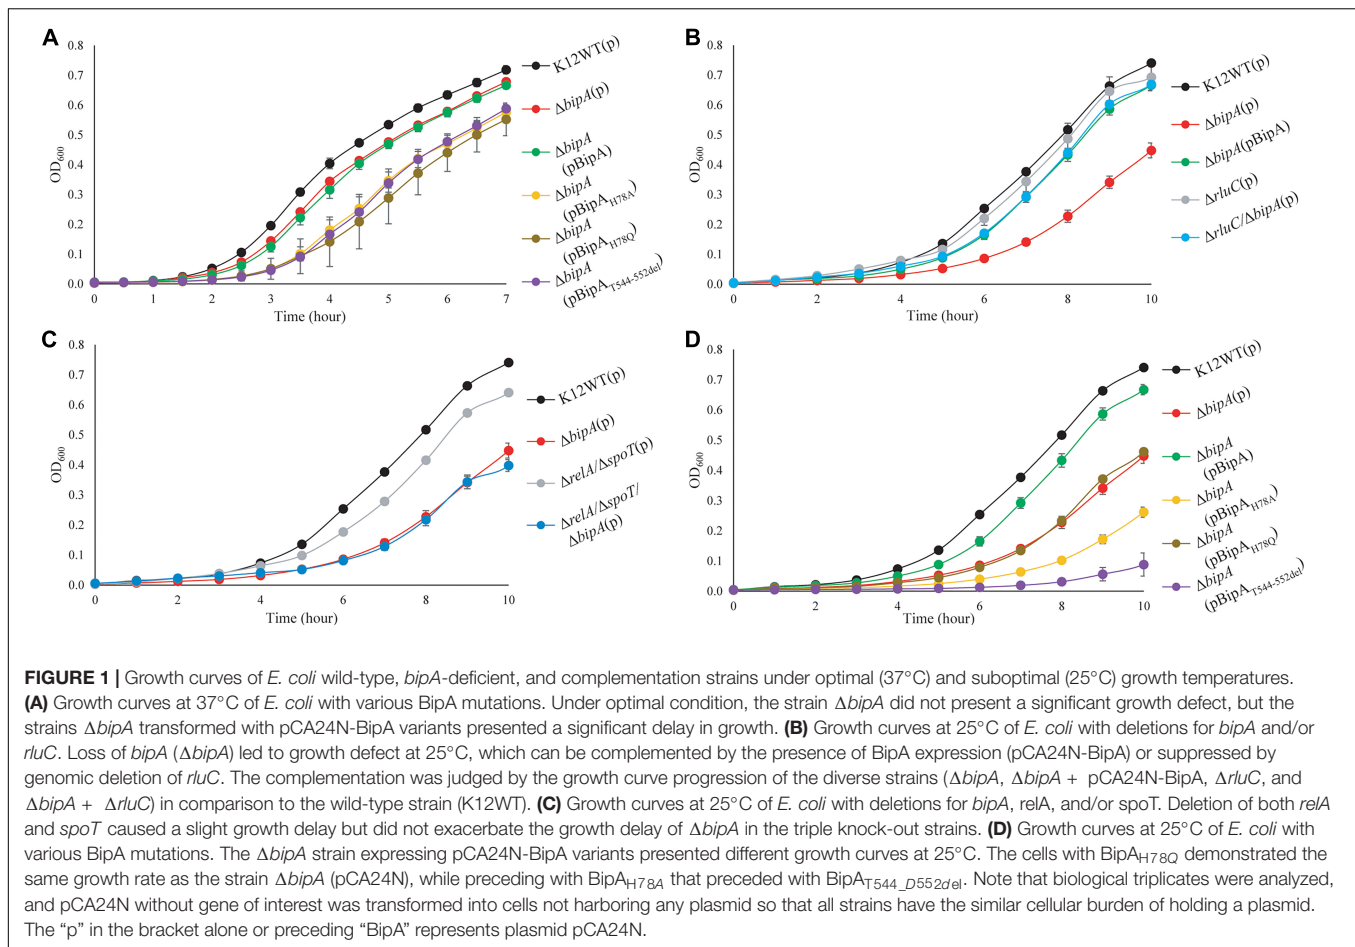 A
0.8
0.7
0.6
0.5
0.4
0.3
0.2
0.1
0.0
OD600
0 1 2 3 4 5 6 7
Time (hour)
K12WT(p)
ΔbipA(p)
ΔbipA
(pBipA)
ΔbipA
(pBipAH78A)
ΔbipA
(pBipAH78Q)
ΔbipA
(pBipAT544-552del)
B
0.8
0.7
0.6
0.5
0.4
0.3
0.2
0.1
0.0
OD600
0 2 4 6 8 10
Time (hour)
K12WT(p)
ΔbipA(p)
ΔbipA(pBipA)
ΔrluC(p)
ΔrluC/ΔbipA(p)
C
0.8
0.7
0.6
0.5
0.4
0.3
0.2
0.1
0.0
OD600
0 2 4 6 8 10
Time (hour)
K12WT(p)
ΔbipA(p)
ΔrelA/ΔspoT(p)
ΔrelA/ΔspoT/
ΔbipA(p)
D
0.8
0.7
0.6
0.5
0.4
0.3
0.2
0.1
0.0
OD600
0 2 4 6 8 10
Time (hour)
K12WT(p)
ΔbipA(p)
ΔbipA
(pBipA)
ΔbipA
(pBipAH78A)
ΔbipA
(pBipAH78Q)
ΔbipA
(pBipAT544-552del)
FIGURE 1 | Growth curves of E. coli wild-type, bipA-deficient, and complementation strains under optimal (37°C) and suboptimal (25°C) growth temperatures.
(A) Growth curves at 37°C of E. coli with various BipA mutations. Under optimal condition, the strain ΔbipA did not present a significant growth defect, but the
strains ΔbipA transformed with pCA24N-BipA variants presented a significant delay in growth. (B) Growth curves at 25°C of E. coli with deletions for bipA and/or
rluC. Loss of bipA (ΔbipA) led to growth defect at 25°C, which can be complemented by the presence of BipA expression (pCA24N-BipA) or suppressed by
genomic deletion of rluC. The complementation was judged by the growth curve progression of the diverse strains (ΔbipA, ΔbipA + pCA24N-BipA, ΔrluC, and
ΔbipA + ΔrluC) in comparison to the wild-type strain (K12WT). (C) Growth curves at 25°C of E. coli with deletions for bipA, relA, and/or spoT. Deletion of both relA
and spoT caused a slight growth delay but did not exacerbate the growth delay of ΔbipA in the triple knock-out strains. (D) Growth curves at 25°C of E. coli with
various BipA mutations. The ΔbipA strain expressing pCA24N-BipA variants presented different growth curves at 25°C. The cells with BipAH78Q demonstrated the
same growth rate as the strain ΔbipA (pCA24N), while preceding with BipAH78A that preceded with BipAT544_D552del. Note that biological triplicates were analyzed,
and pCA24N without gene of interest was transformed into cells not harboring any plasmid so that all strains have the similar cellular burden of holding a plasmid.
The “p” in the bracket alone or preceding “BipA” represents plasmid pCA24N.